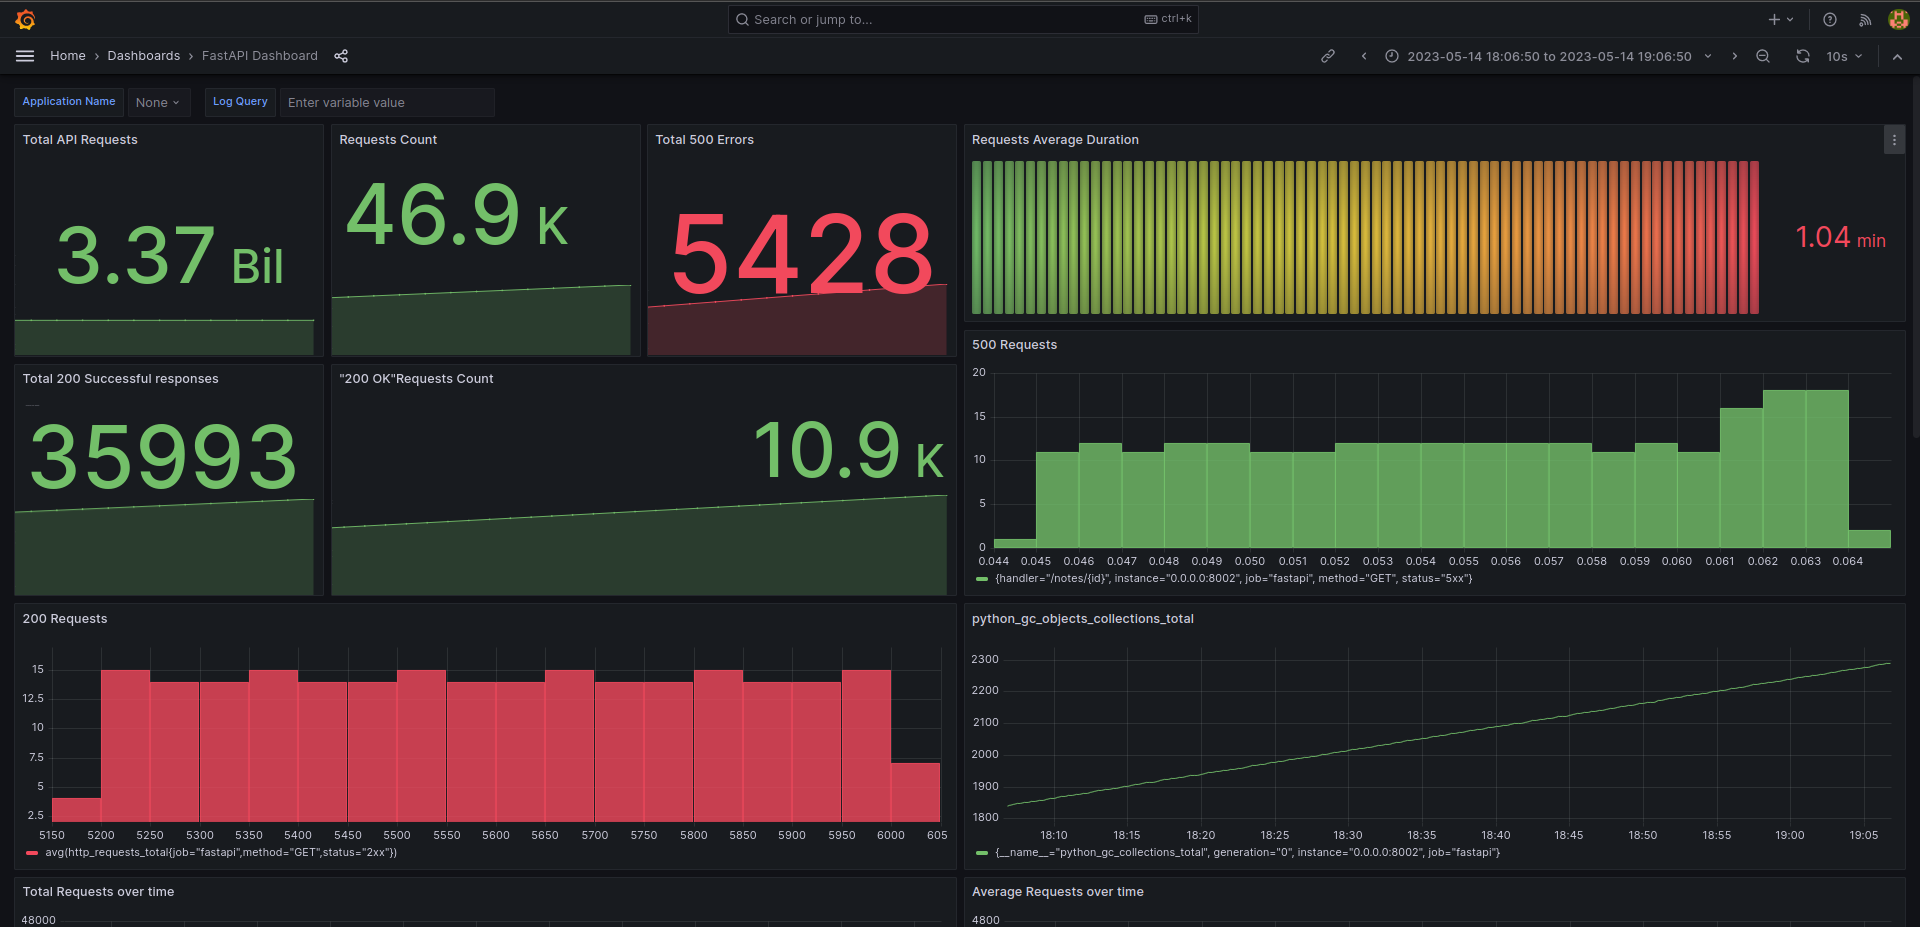 Search or jump to...
ctrl+k
Home › Dashboards › FastAPI Dashboard
2023-05-14 18:06:50 to 2023-05-14 19:06:50
10s
Application Name
None
Log Query
Enter variable value
Total API Requests
3.37 Bil
Requests Count
46.9 K
Total 500 Errors
5428
Requests Average Duration
1.04 min
Total 200 Successful responses
35993
"200 OK"Requests Count
10.9 K
500 Requests
20
15
10
5
0
0.044 0.045 0.046 0.047 0.048 0.049 0.050 0.051 0.052 0.053 0.054 0.055 0.056 0.057 0.058 0.059 0.060 0.061 0.062 0.063 0.064
{handler="/notes/{id}", instance="0.0.0.0:8002", job="fastapi", method="GET", status="5xx"}
200 Requests
15
12.5
10
7.5
5
2.5
5150 5200 5250 5300 5350 5400 5450 5500 5550 5600 5650 5700 5750 5800 5850 5900 5950 6000 605
avg(http_requests_total{job="fastapi",method="GET",status="2xx"})
python_gc_objects_collections_total
2300
2200
2100
2000
1900
1800
18:10 18:15 18:20 18:25 18:30 18:35 18:40 18:45 18:50 18:55 19:00 19:05
{__name__="python_gc_collections_total", generation="0", instance="0.0.0.0:8002", job="fastapi"}
Total Requests over time
48000
Average Requests over time
4800